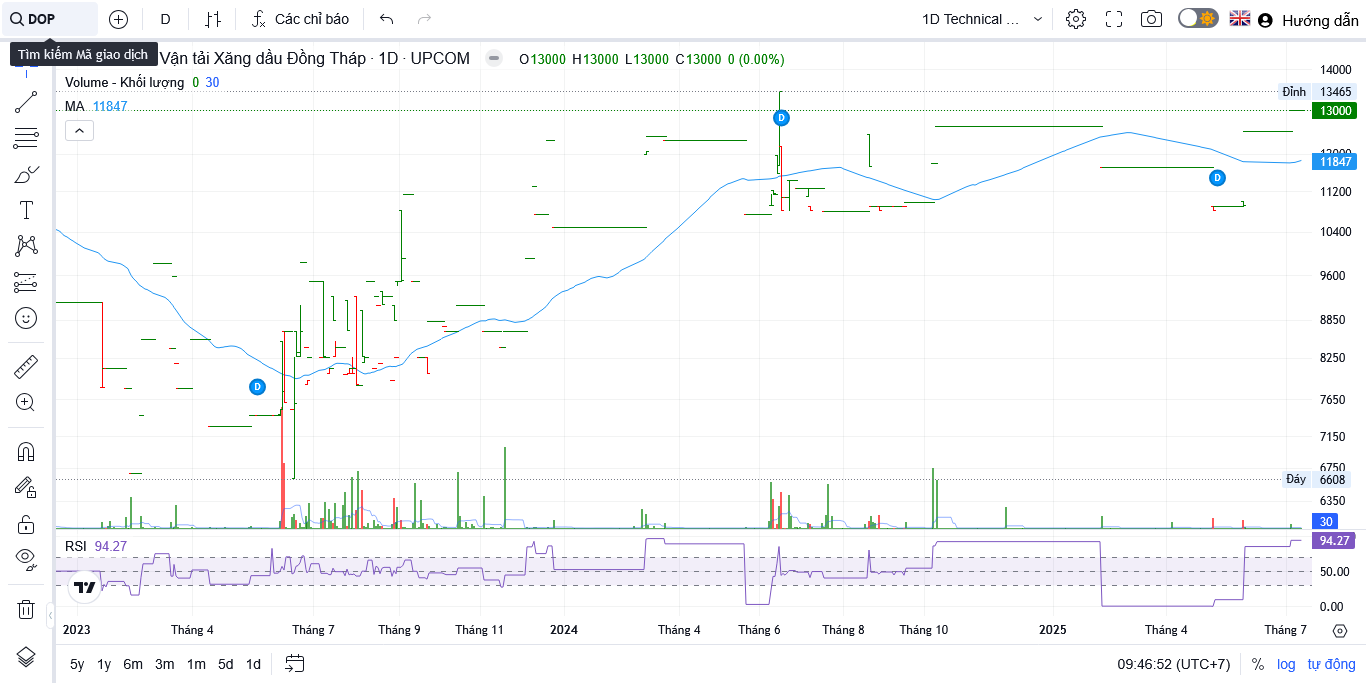 DOP D Các chỉ báo 1D Technical ... Hướng dẫn
Tìm kiếm Mã giao dịch
Vận tải Xăng dầu Đồng Tháp · 1D · UPCOM O13000 H13000 L13000 C13000 0 (0.00%)
Volume - Khối lượng 0 30
MA 11847
14000
Đỉnh 13465
13000
11847
11200
10400
9600
8850
8250
7650
7150
6750
Đáy 6608
6350
30
D
D
D
RSI 94.27
94.27
50.00
0.00
2023 Tháng 4 Tháng 7 Tháng 9 Tháng 11 2024 Tháng 4 Tháng 6 Tháng 8 Tháng 10 2025 Tháng 4 Tháng 7
5y 1y 6m 3m 1m 5d 1d 09:46:52 (UTC+7) % log tự động